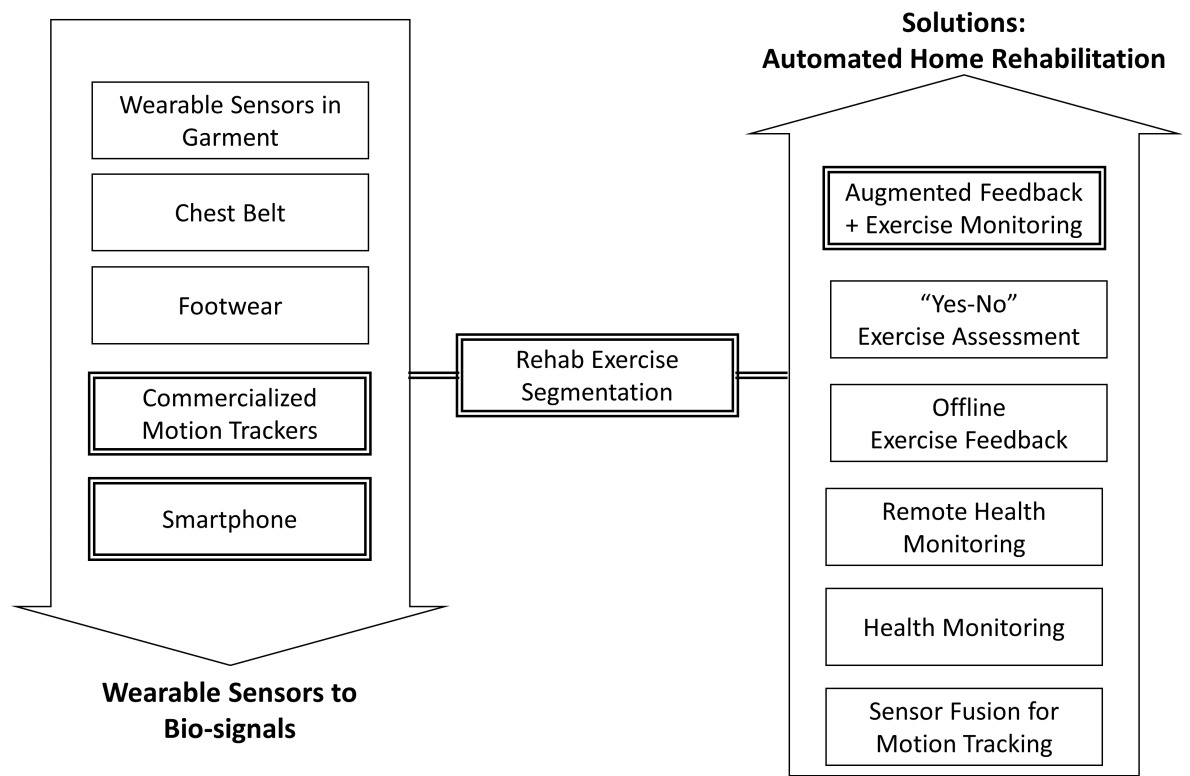 Wearable Sensors in
Garment
Chest Belt
Footwear
Commercialized
Motion Trackers
Smartphone
Wearable Sensors to
Bio-signals
Rehab Exercise
Segmentation
Solutions:
Automated Home Rehabilitation
Augmented Feedback
+ Exercise Monitoring
“Yes-No”
Exercise Assessment
Offline
Exercise Feedback
Remote Health
Monitoring
Health Monitoring
Sensor Fusion for
Motion Tracking